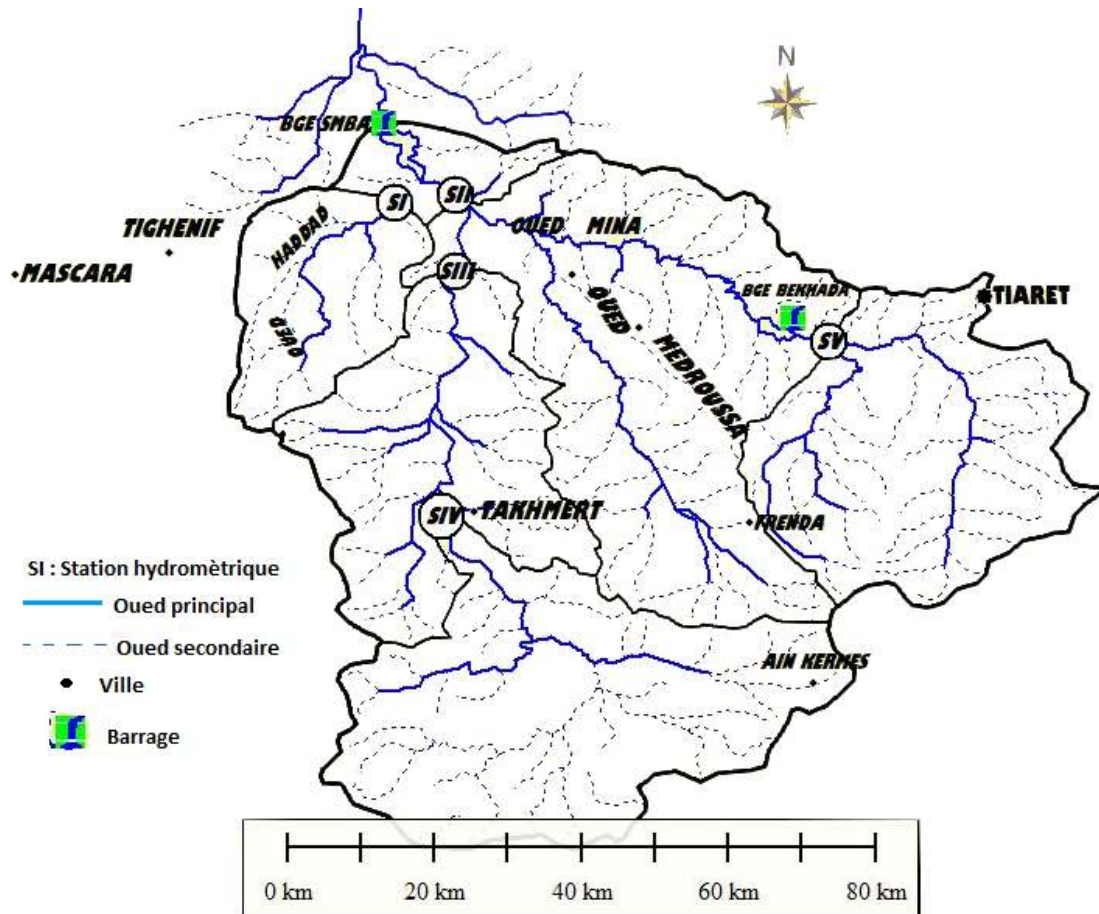 N
BGE SMBA
SI
SII
TIGHENIF
HADDAD
OUED MINA
MASCARA
SIII
BGE BEKHADA
TIARET
OUED
OUED
MEDROUSSA
SV
SIV
TAKHMERT
FRENDA
SI : Station hydromètrique
Oued principal
Oued secondaire
AIN KERMES
Ville
Barrage
0 km 20 km 40 km 60 km 80 km